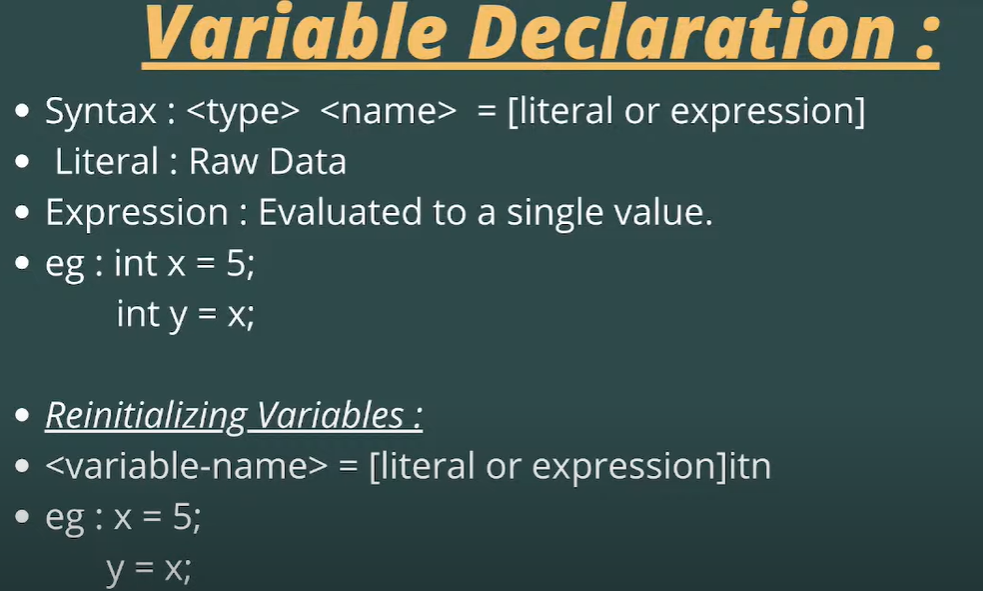 Variable Declaration :
• Syntax : <type> <name> = [literal or expression]
• Literal : Raw Data
• Expression : Evaluated to a single value.
• eg : int x = 5;
int y = x;
• Reinitializing Variables :
• <variable-name> = [literal or expression]itn
• eg : x = 5;
y = x;